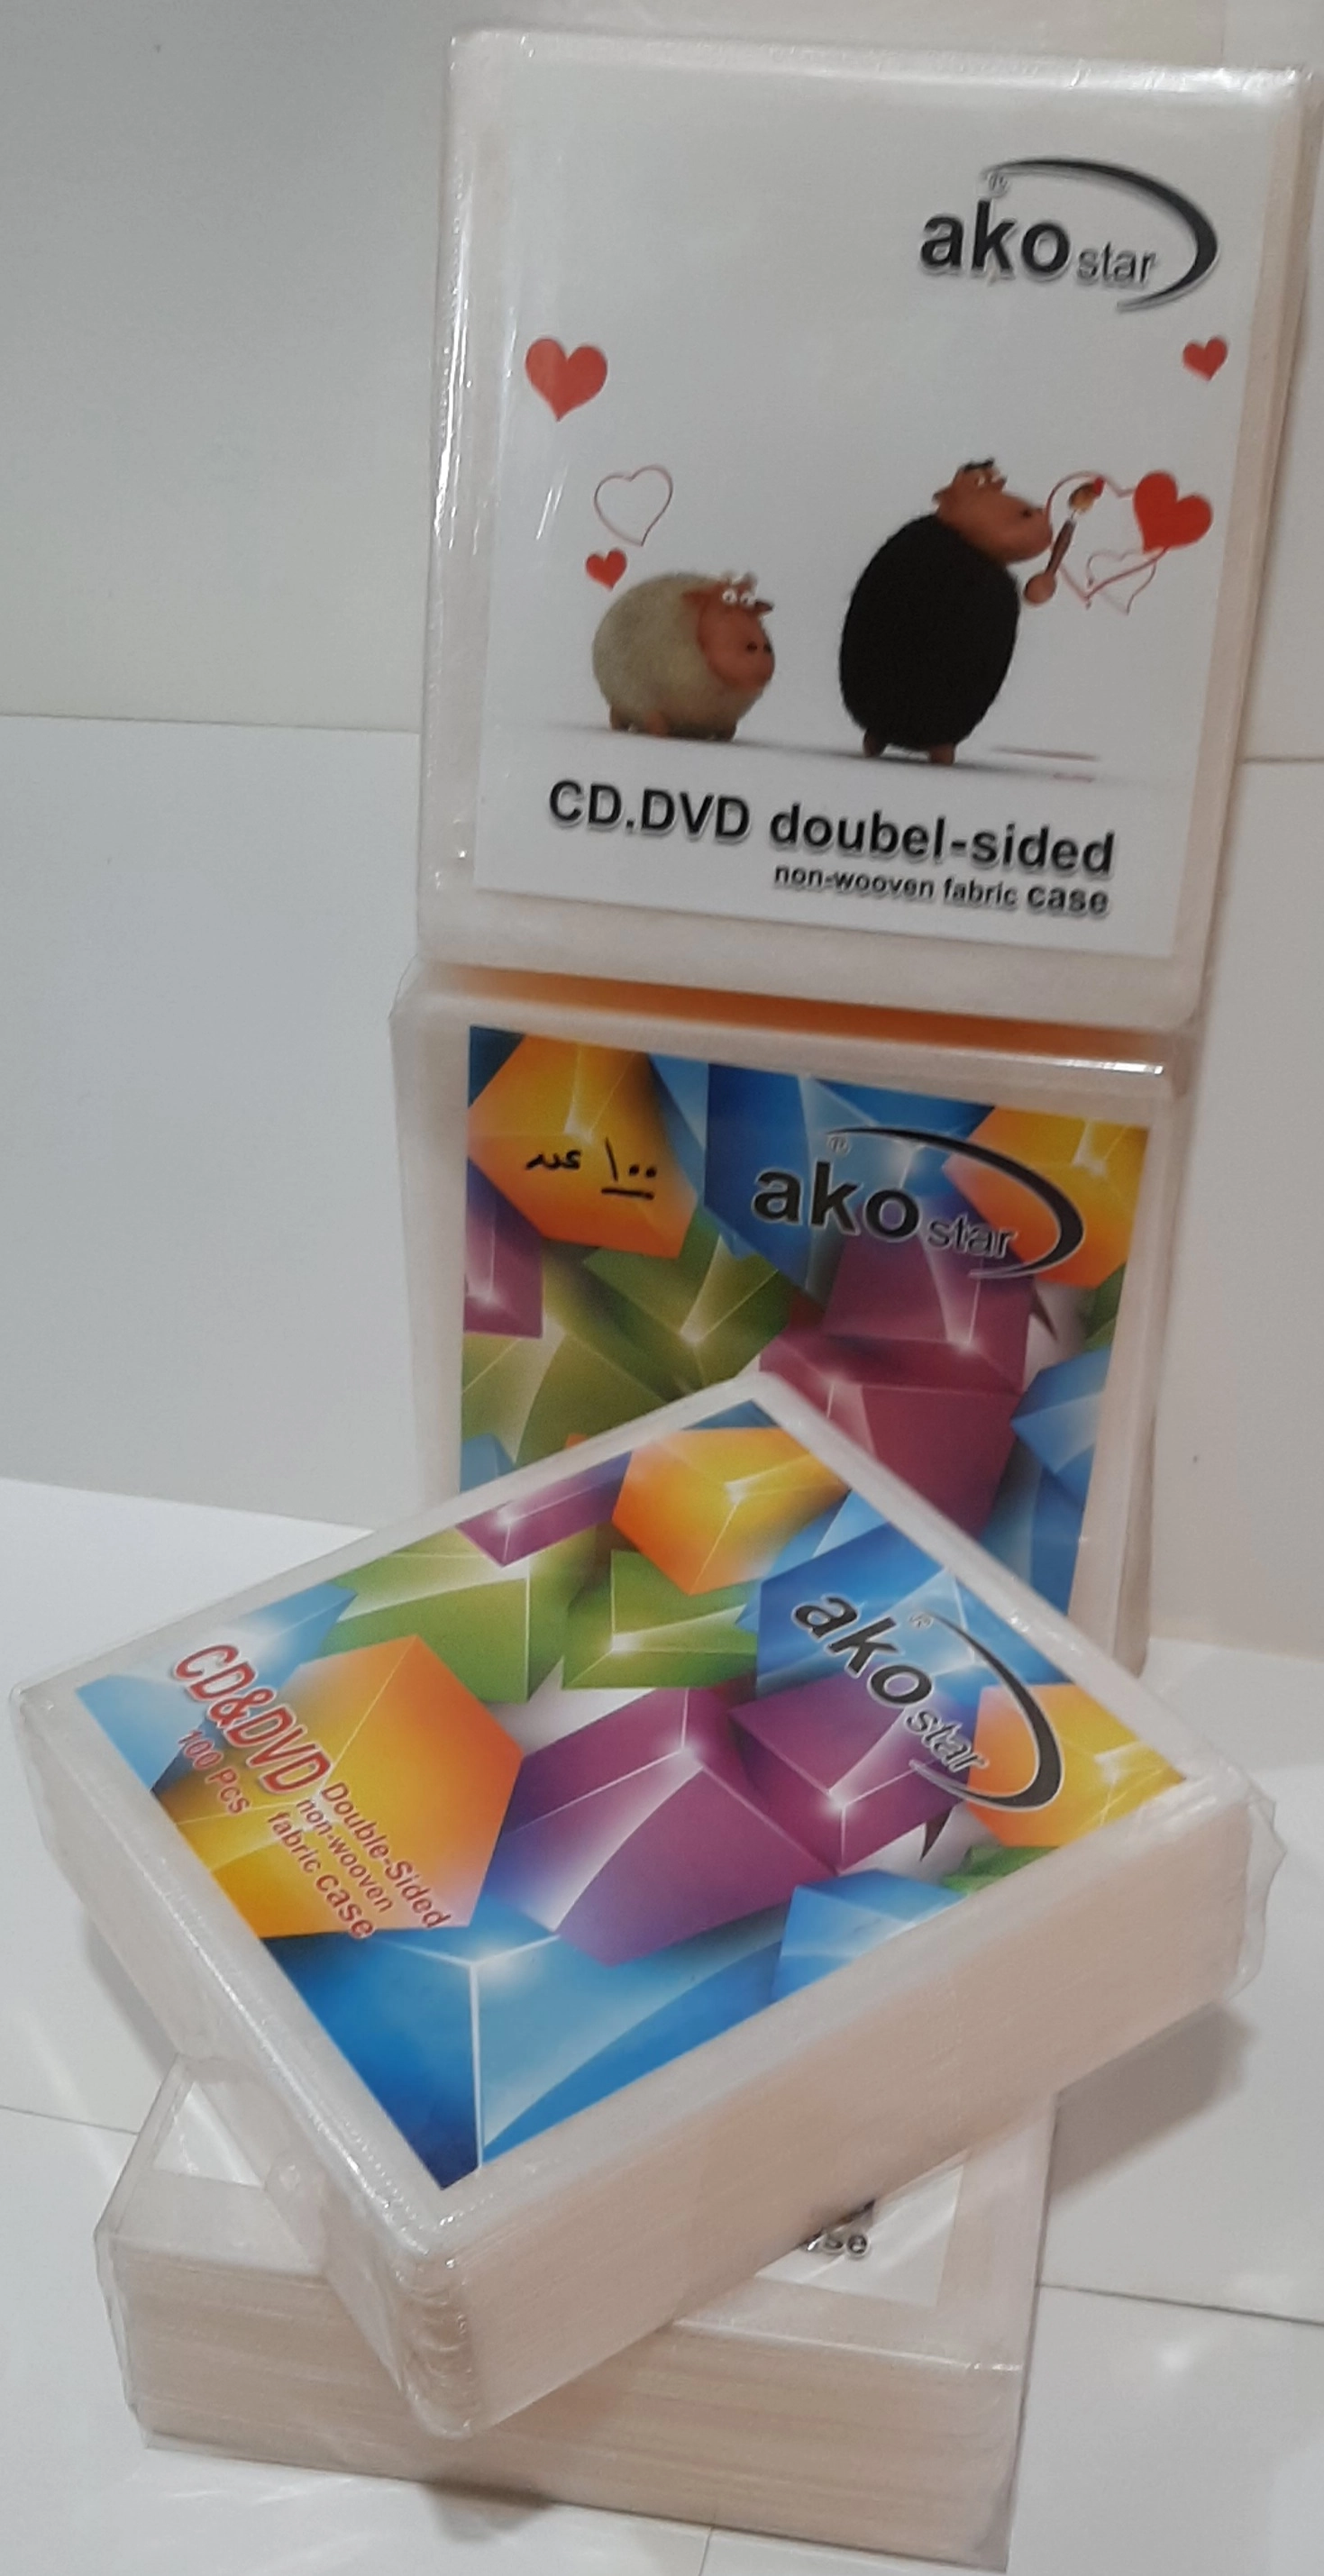 ako star
®
CD.DVD doubel-sided
non-wooven fabric case
۱۰۰ عدد
ako star
®
ako star
®
CD&DVD Double-Sided
100 Pcs non-wooven
fabric case